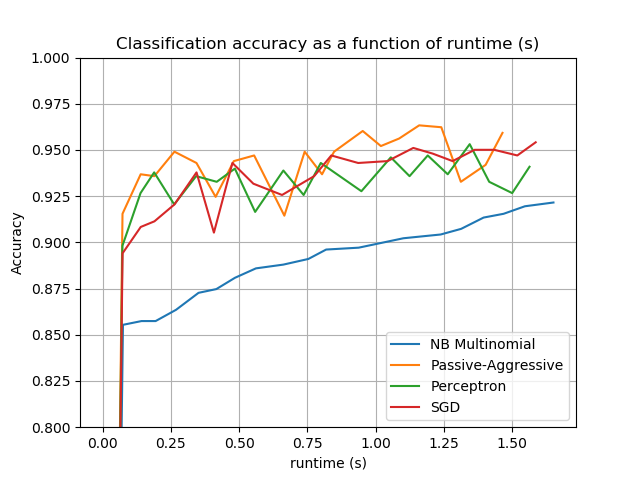 Classification accuracy as a function of runtime (s)
1.000
0.975
0.950
0.925
0.900
0.875
0.850
0.825
0.800
Accuracy
NB Multinomial
Passive-Aggressive
Perceptron
SGD
0.00 0.25 0.50 0.75 1.00 1.25 1.50
runtime (s)